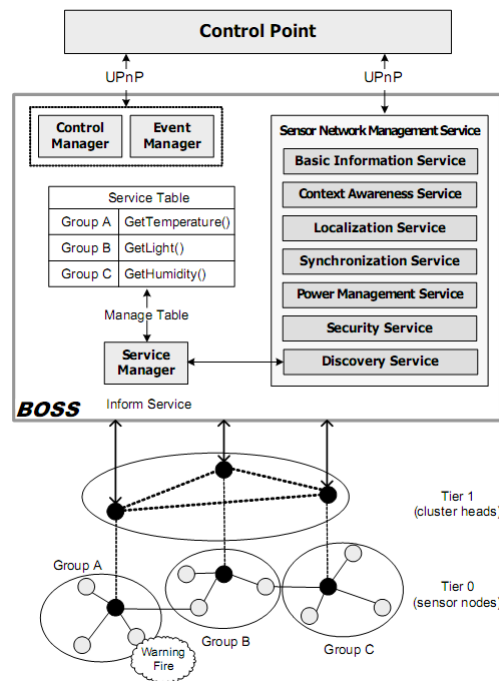 Control Point
UPnP
UPnP
Control
Manager
Event
Manager
Sensor Network Management Service
Basic Information Service
Context Awareness Service
Localization Service
Synchronization Service
Power Management Service
Security Service
Discovery Service
Service Table
Group A GetTemperature()
Group B GetLight()
Group C GetHumidity()
Manage Table
Service
Manager
BOSS
Inform Service
Tier 1
(cluster heads)
Group A
Tier 0
(sensor nodes)
Group B
Group C
Warning
Fire